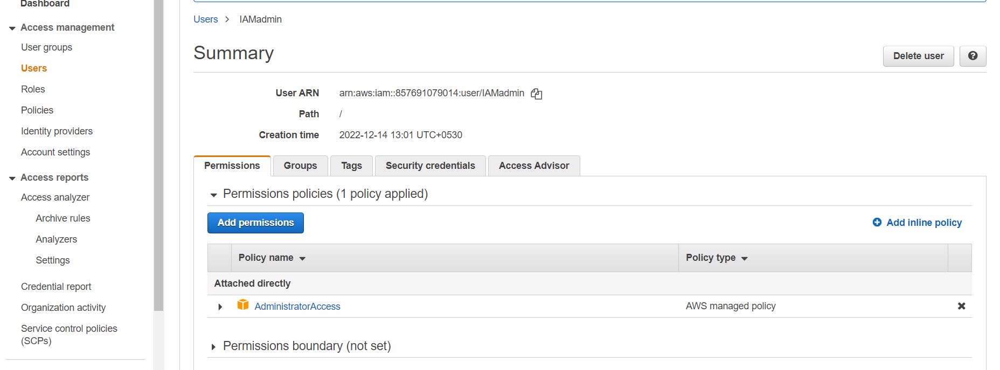 Dashboard
Access management
User groups
Users
Roles
Policies
Identity providers
Account settings
Access reports
Access analyzer
Archive rules
Analyzers
Settings
Credential report
Organization activity
Service control policies
(SCPs)
Users > IAMadmin
Summary
Delete user
User ARN arn:aws:iam::857691079014:user/IAMadmin
Path /
Creation time 2022-12-14 13:01 UTC+0530
Permissions Groups Tags Security credentials Access Advisor
Permissions policies (1 policy applied)
Add permissions Add inline policy
Policy name Policy type
Attached directly
AdministratorAccess AWS managed policy
Permissions boundary (not set)